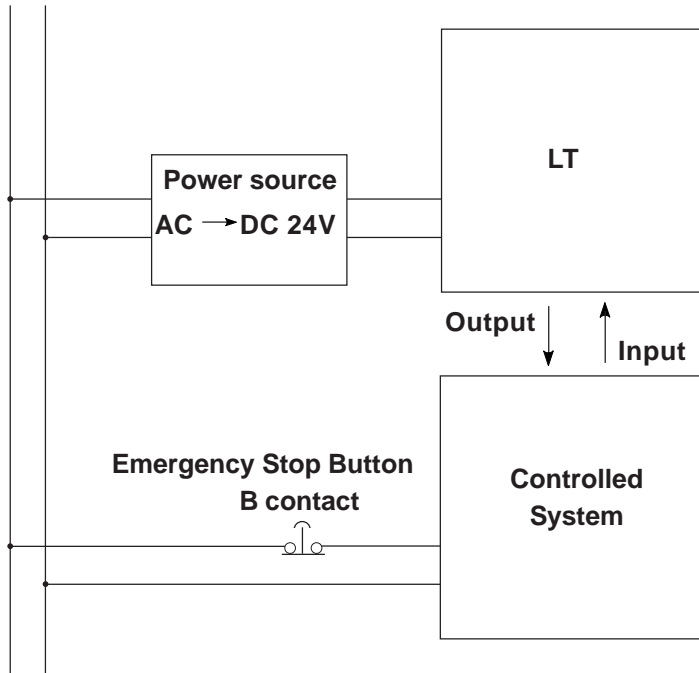 LT
Power source
AC DC 24V
Output
Input
Emergency Stop Button
B contact
Controlled
System